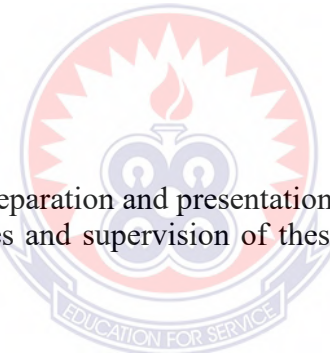 eparation and presentation
es and supervision of thes
EDUCATION FOR SERVICE